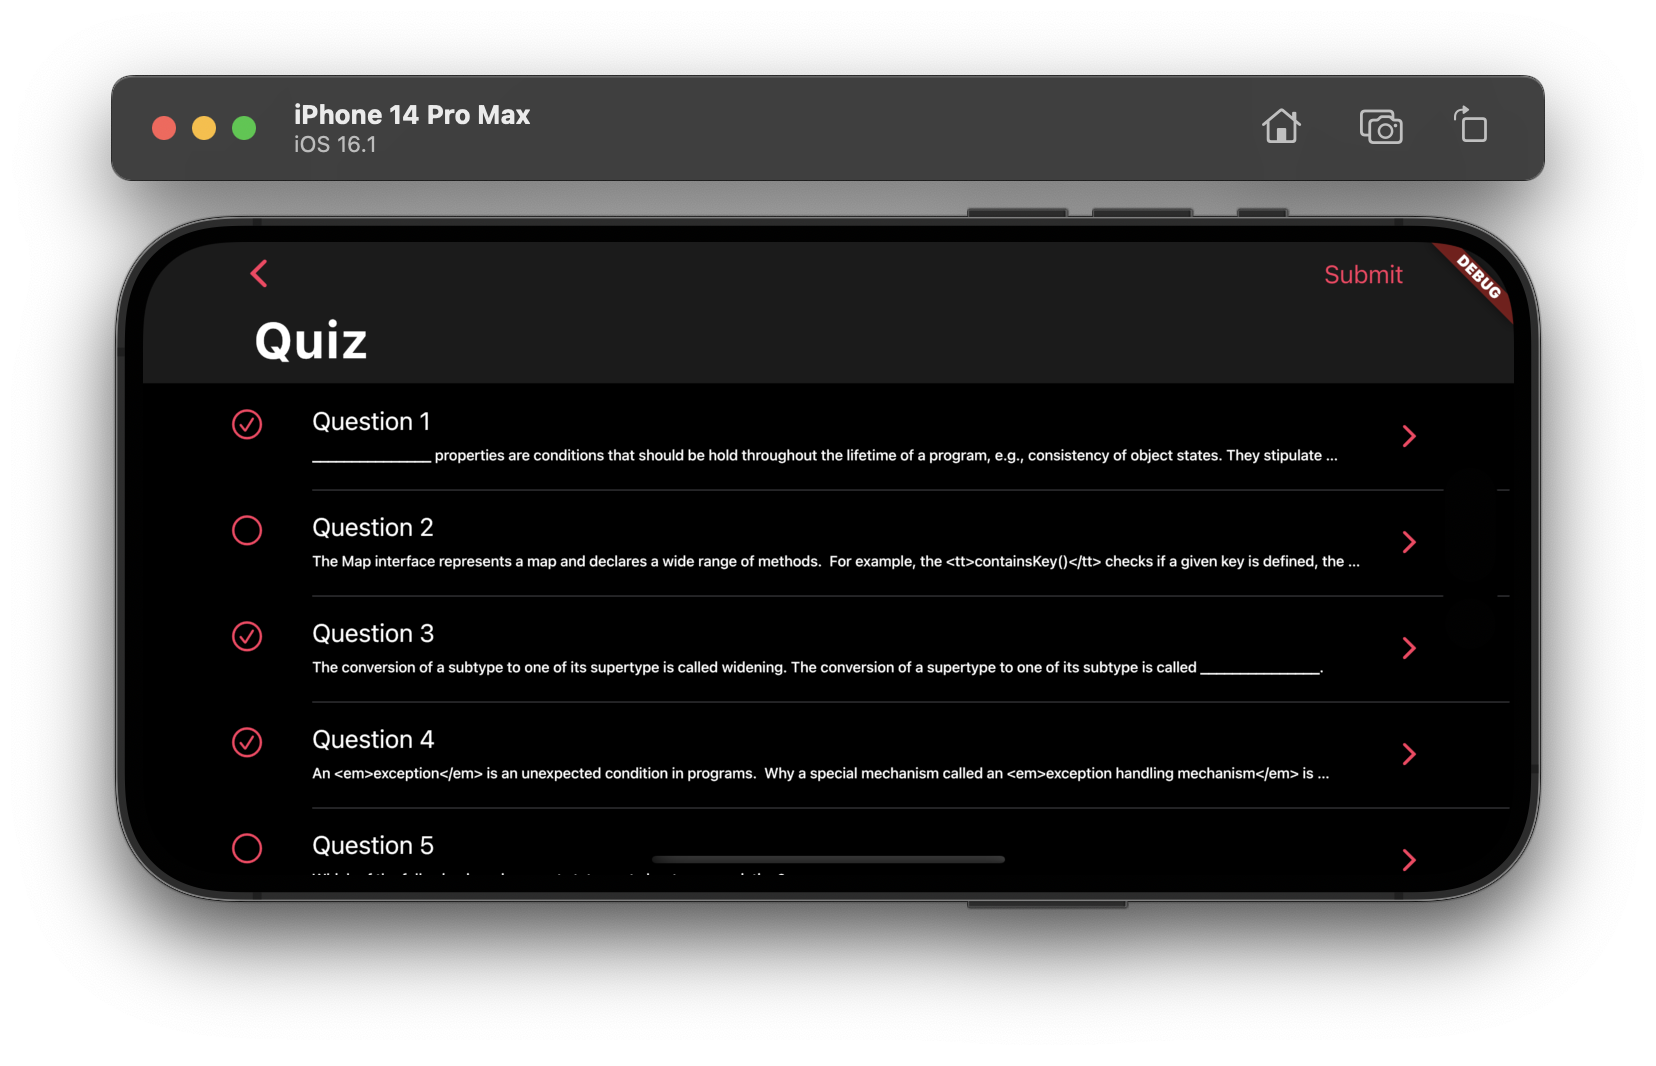 iPhone 14 Pro Max
iOS 16.1
Submit
DEBUG
Quiz
Question 1
_______________ properties are conditions that should be hold throughout the lifetime of a program, e.g., consistency of object states. They stipulate ...
Question 2
The Map interface represents a map and declares a wide range of methods.  For example, the <tt>containsKey()</tt> checks if a given key is defined, the ...
Question 3
The conversion of a subtype to one of its supertype is called widening. The conversion of a supertype to one of its subtype is called _______________.
Question 4
An <em>exception</em> is an unexpected condition in programs.  Why a special mechanism called an <em>exception handling mechanism</em> is ...
Question 5